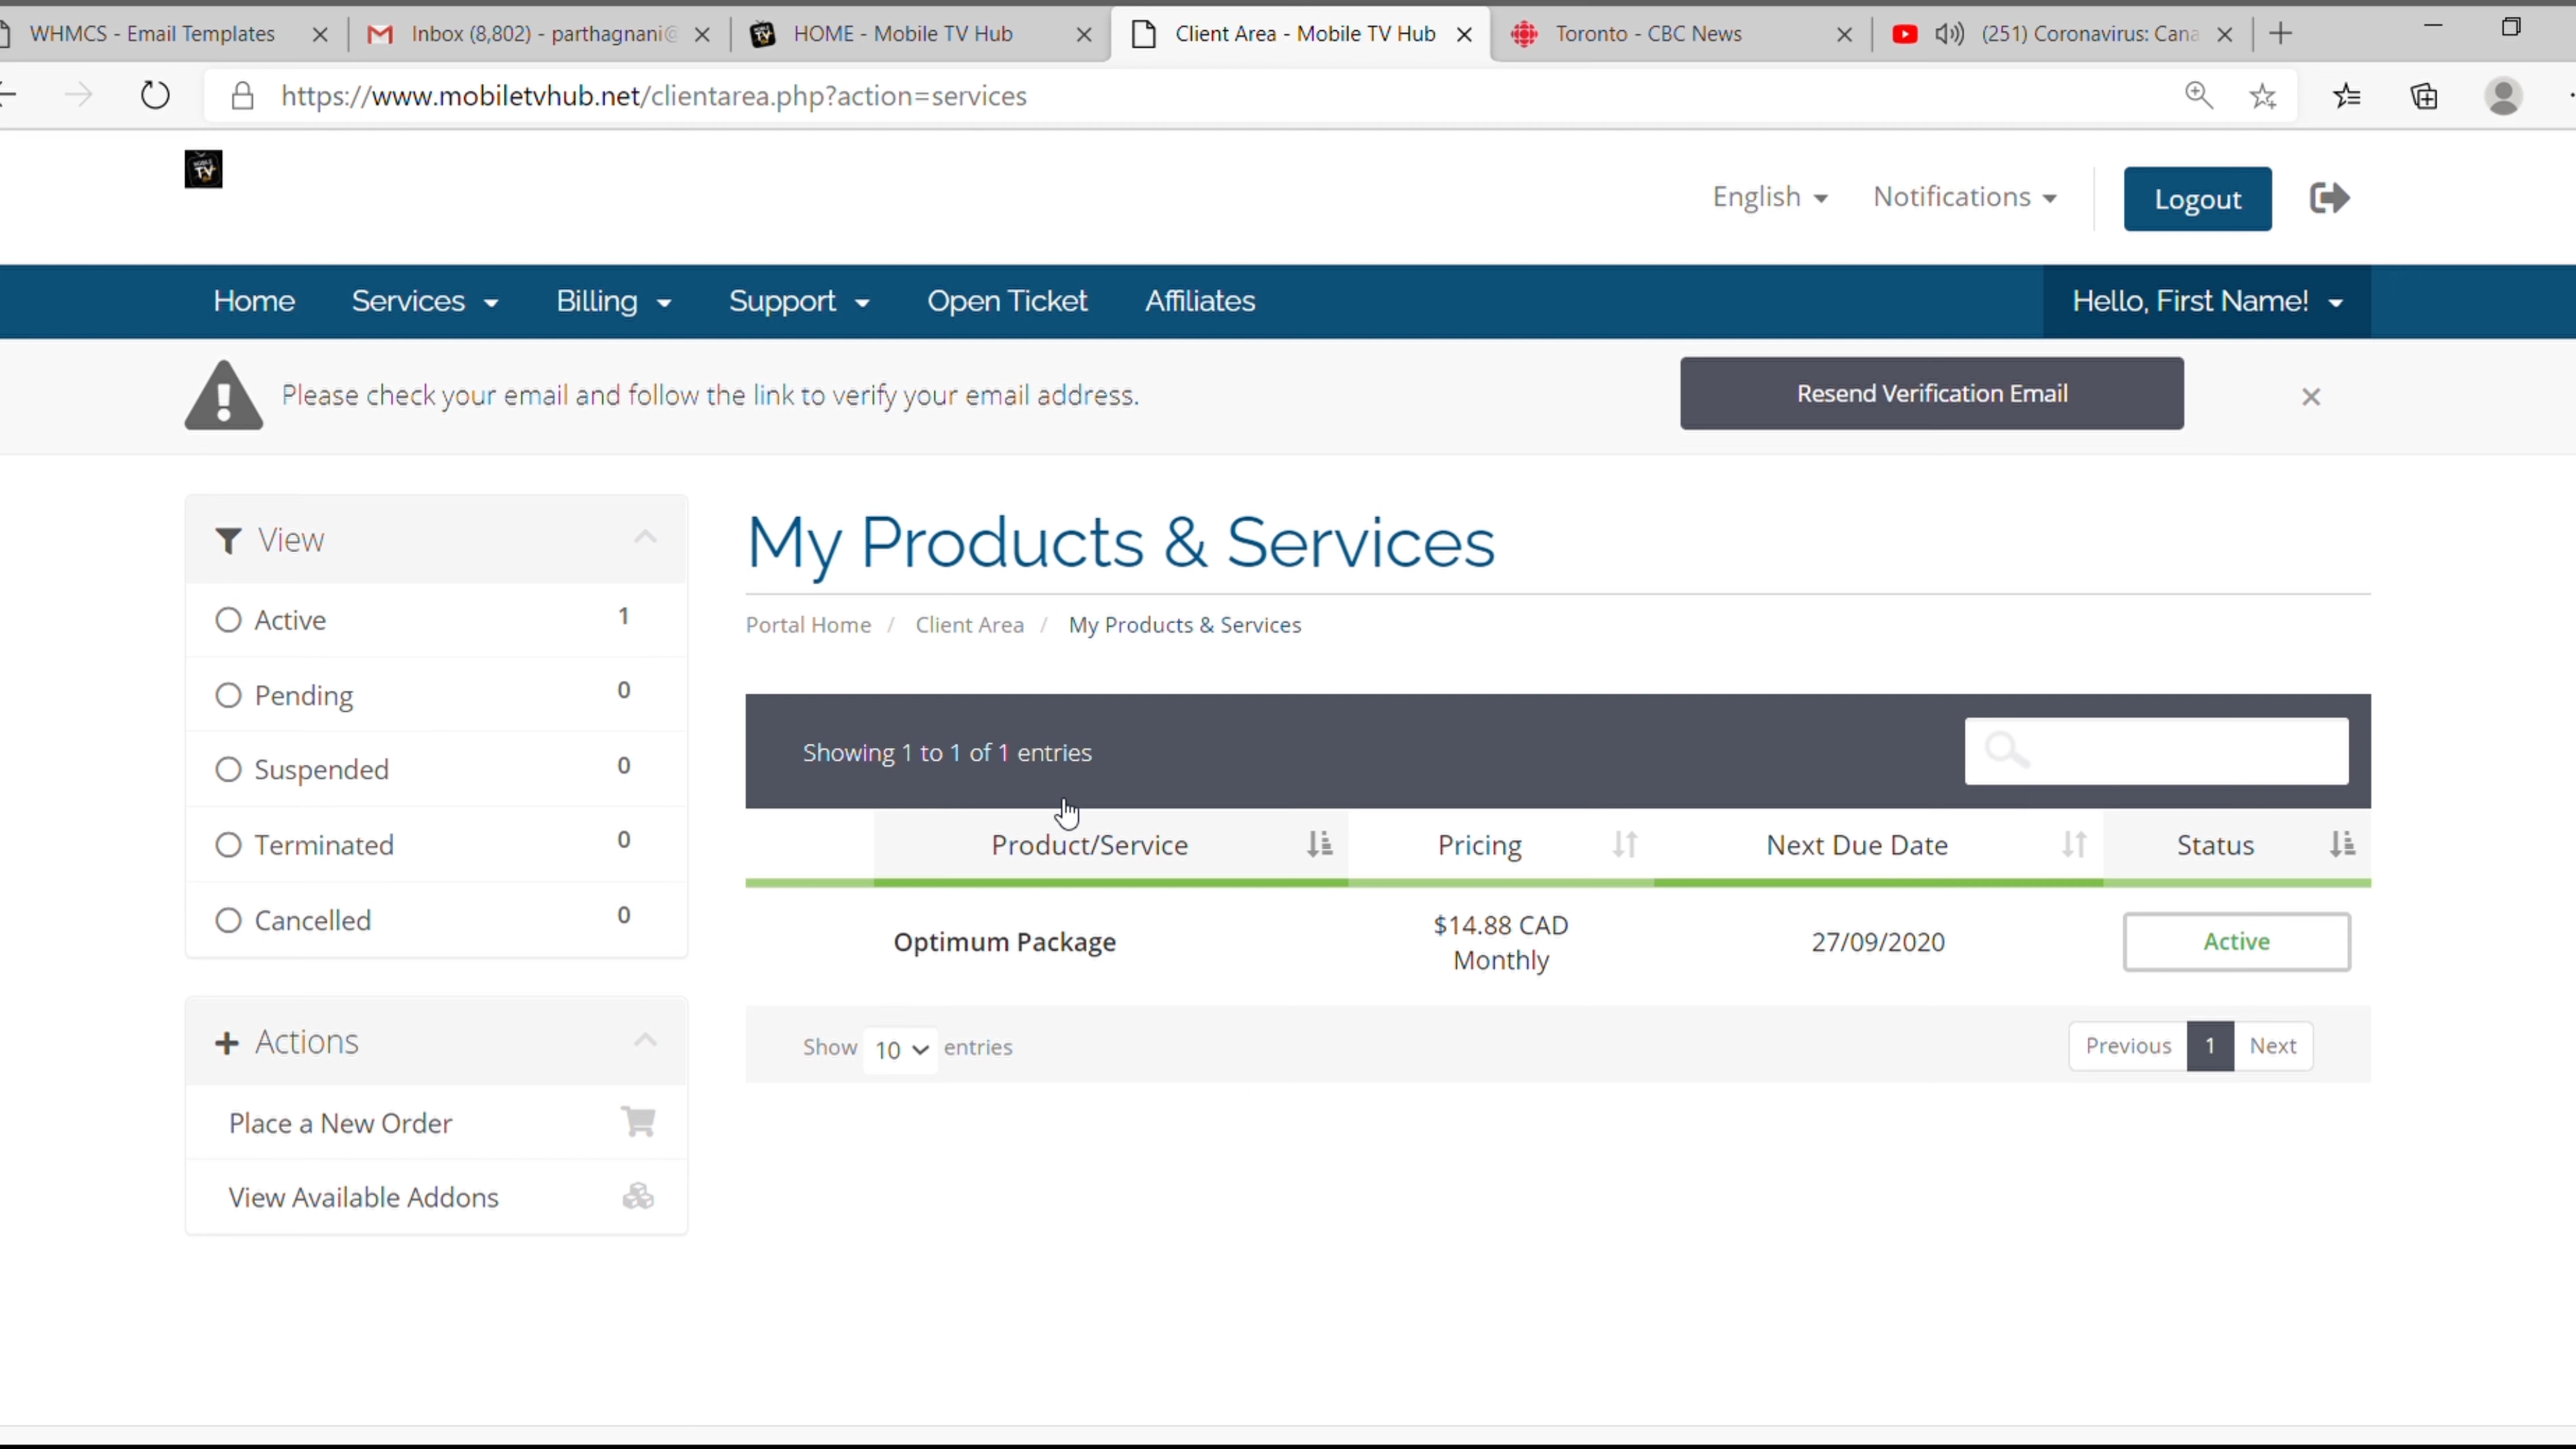 WHMCS - Email Templates
Inbox (8,802) - parthagnani@
HOME - Mobile TV Hub
Client Area - Mobile TV Hub
Toronto - CBC News
(251) Coronavirus: Cana
https://www.mobiletvhub.net/clientarea.php?action=services
MOBILE
TV
English
Notifications
Logout
Home
Services
Billing
Support
Open Ticket
Affiliates
Hello, First Name!
Please check your email and follow the link to verify your email address.
Resend Verification Email
View
Active 1
Pending 0
Suspended 0
Terminated 0
Cancelled 0
Actions
Place a New Order
View Available Addons
My Products & Services
Portal Home / Client Area / My Products & Services
Showing 1 to 1 of 1 entries
Product/Service Pricing Next Due Date Status
Optimum Package
$14.88 CAD
Monthly
27/09/2020
Active
Show 10 entries
Previous 1 Next